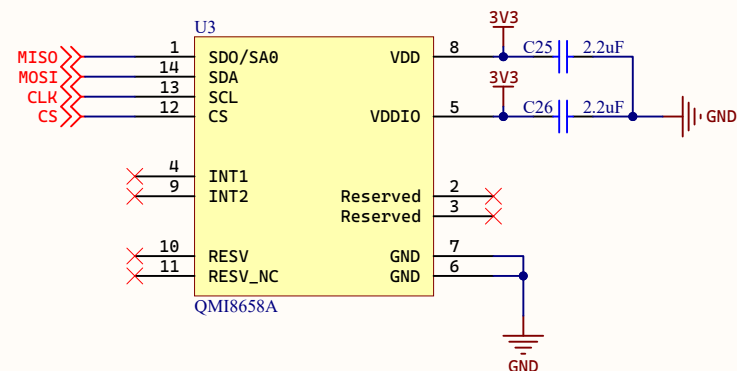 U3
3V3
MISO 1 SDO/SA0 VDD 8 C25 2.2uF
MOSI 14 SDA
CLK 13 SCL 3V3
CS 12 CS VDDIO 5 C26 2.2uF GND
4 INT1
9 INT2 Reserved 2
Reserved 3
10 RESV GND 7
11 RESV_NC GND 6
QMI8658A
GND